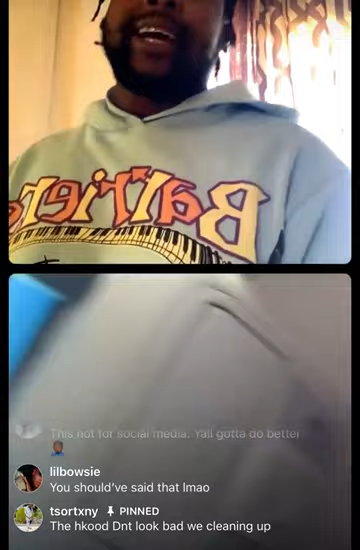 Barriers
This not for social media. Yall gotta do better
🤦🏾‍♂️
lilbowsie
You should've said that lmao
tsortxny PINNED
The hkood Dnt look bad we cleaning up